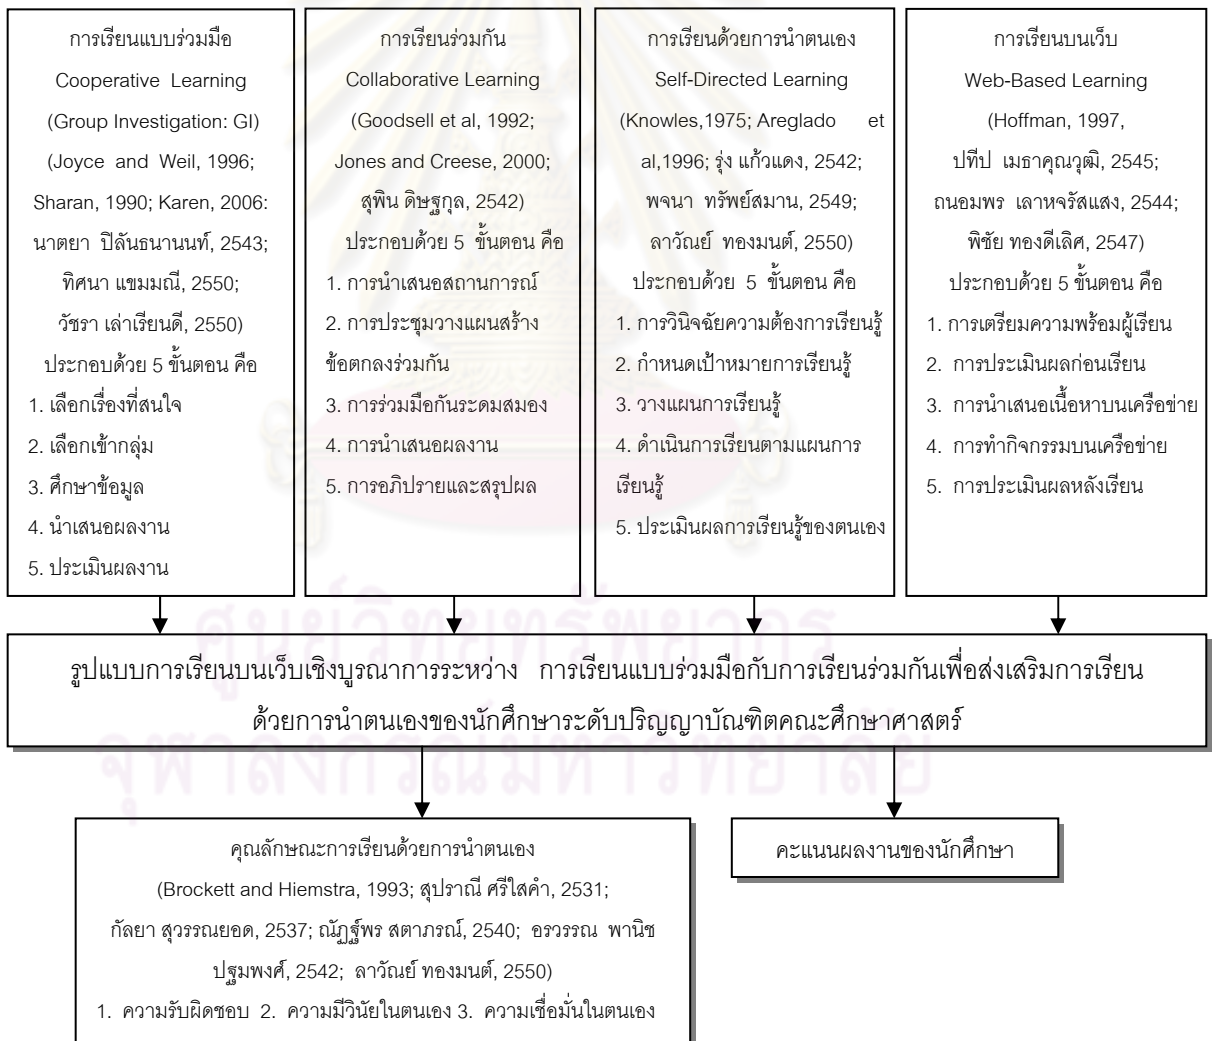 การเรียนแบบร่วมมือ
Cooperative Learning
(Group Investigation: GI)
(Joyce and Weil, 1996;
Sharan, 1990; Karen, 2006:
นาตยา ปิลันธนานนท์, 2543;
ทิศนา แขมมณี, 2550;
วัชรา เล่าเรียนดี, 2550)
ประกอบด้วย 5 ขั้นตอน คือ
1. เลือกเรื่องที่สนใจ
2. เลือกเข้ากลุ่ม
3. ศึกษาข้อมูล
4. นำเสนอผลงาน
5. ประเมินผลงาน
การเรียนร่วมกัน
Collaborative Learning
(Goodsell et al, 1992;
Jones and Creese, 2000;
สุพิน ดิษฐกุล, 2542)
ประกอบด้วย 5 ขั้นตอน คือ
1. การนำเสนอสถานการณ์
2. การประชุมวางแผนสร้าง
ข้อตกลงร่วมกัน
3. การร่วมมือกันระดมสมอง
4. การนำเสนอผลงาน
5. การอภิปรายและสรุปผล
การเรียนด้วยการนำตนเอง
Self-Directed Learning
(Knowles,1975; Areglado et
al,1996; รุ่ง แก้วแดง, 2542;
พจนา ทรัพย์สมาน, 2549;
ลาวัณย์ ทองมนต์, 2550)
ประกอบด้วย 5 ขั้นตอน คือ
1. การวินิจฉัยความต้องการเรียนรู้
2. กำหนดเป้าหมายการเรียนรู้
3. วางแผนการเรียนรู้
4. ดำเนินการเรียนตามแผนการ
เรียนรู้
5. ประเมินผลการเรียนรู้ของตนเอง
การเรียนบนเว็บ
Web-Based Learning
(Hoffman, 1997,
ปทีป เมธาคุณวุฒิ, 2545;
ถนอมพร เลาหจรัสแสง, 2544;
พิชัย ทองดีเลิศ, 2547)
ประกอบด้วย 5 ขั้นตอน คือ
1. การเตรียมความพร้อมผู้เรียน
2. การประเมินผลก่อนเรียน
3. การนำเสนอเนื้อหาบนเครือข่าย
4. การทำกิจกรรมบนเครือข่าย
5. การประเมินผลหลังเรียน
ศูนย์วิทยทรัพยากร
รูปแบบการเรียนบนเว็บเชิงบูรณาการระหว่าง การเรียนแบบร่วมมือกับการเรียนร่วมกันเพื่อส่งเสริมการเรียน
ด้วยการนำตนเองของนักศึกษาระดับปริญญาบัณฑิตคณะศึกษาศาสตร์
จุฬาลงกรณ์มหาวิทยาลัย
คุณลักษณะการเรียนด้วยการนำตนเอง
(Brockett and Hiemstra, 1993; สุปราณี ศรีใสคำ, 2531;
กัลยา สุวรรณยอด, 2537; ณัฏฐ์พร สตาภรณ์, 2540; อรวรรณ พานิช
ปฐมพงศ์, 2542; ลาวัณย์ ทองมนต์, 2550)
1. ความรับผิดชอบ 2. ความมีวินัยในตนเอง 3. ความเชื่อมั่นในตนเอง
คะแนนผลงานของนักศึกษา